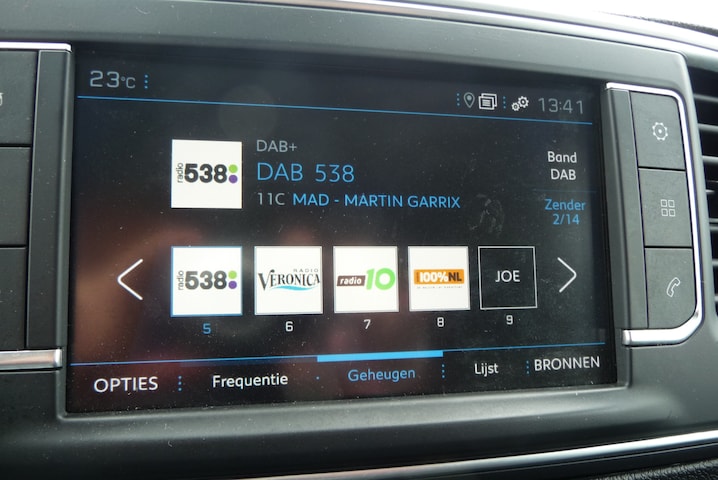 23°C
13:41
radio 538
DAB+
DAB 538
11C MAD - MARTIN GARRIX
Band
DAB
Zender
2/14
radio 538
RADIO
VERONICA
radio 10
100%NL
JOE
5
6
7
8
9
OPTIES
Frequentie
Geheugen
Lijst
BRONNEN